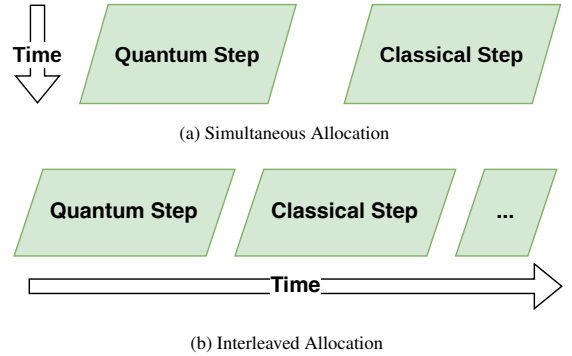 Time
Quantum Step
Classical Step
(a) Simultaneous Allocation
Quantum Step
Classical Step
...
Time
(b) Interleaved Allocation